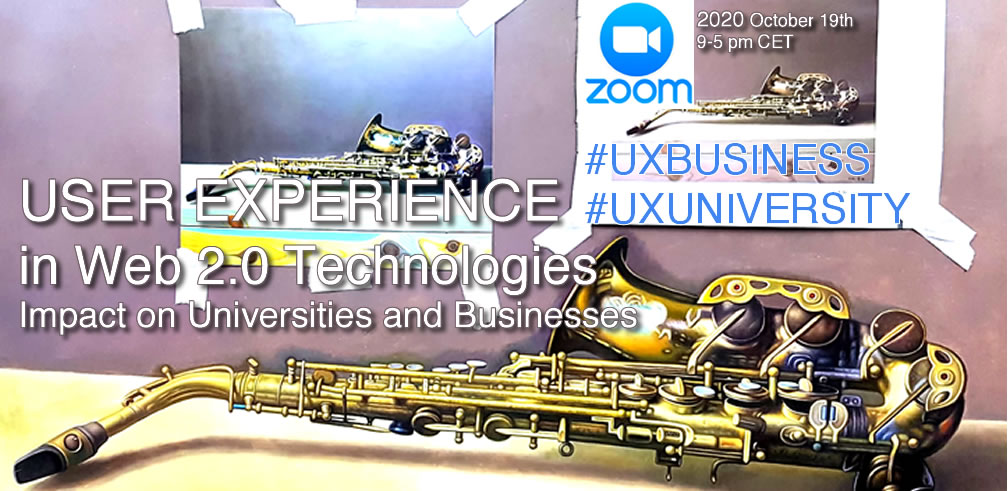 zoom
2020 October 19th
9-5 pm CET
#UXBUSINESS
#UXUNIVERSITY
USER EXPERIENCE
in Web 2.0 Technologies
Impact on Universities and Businesses